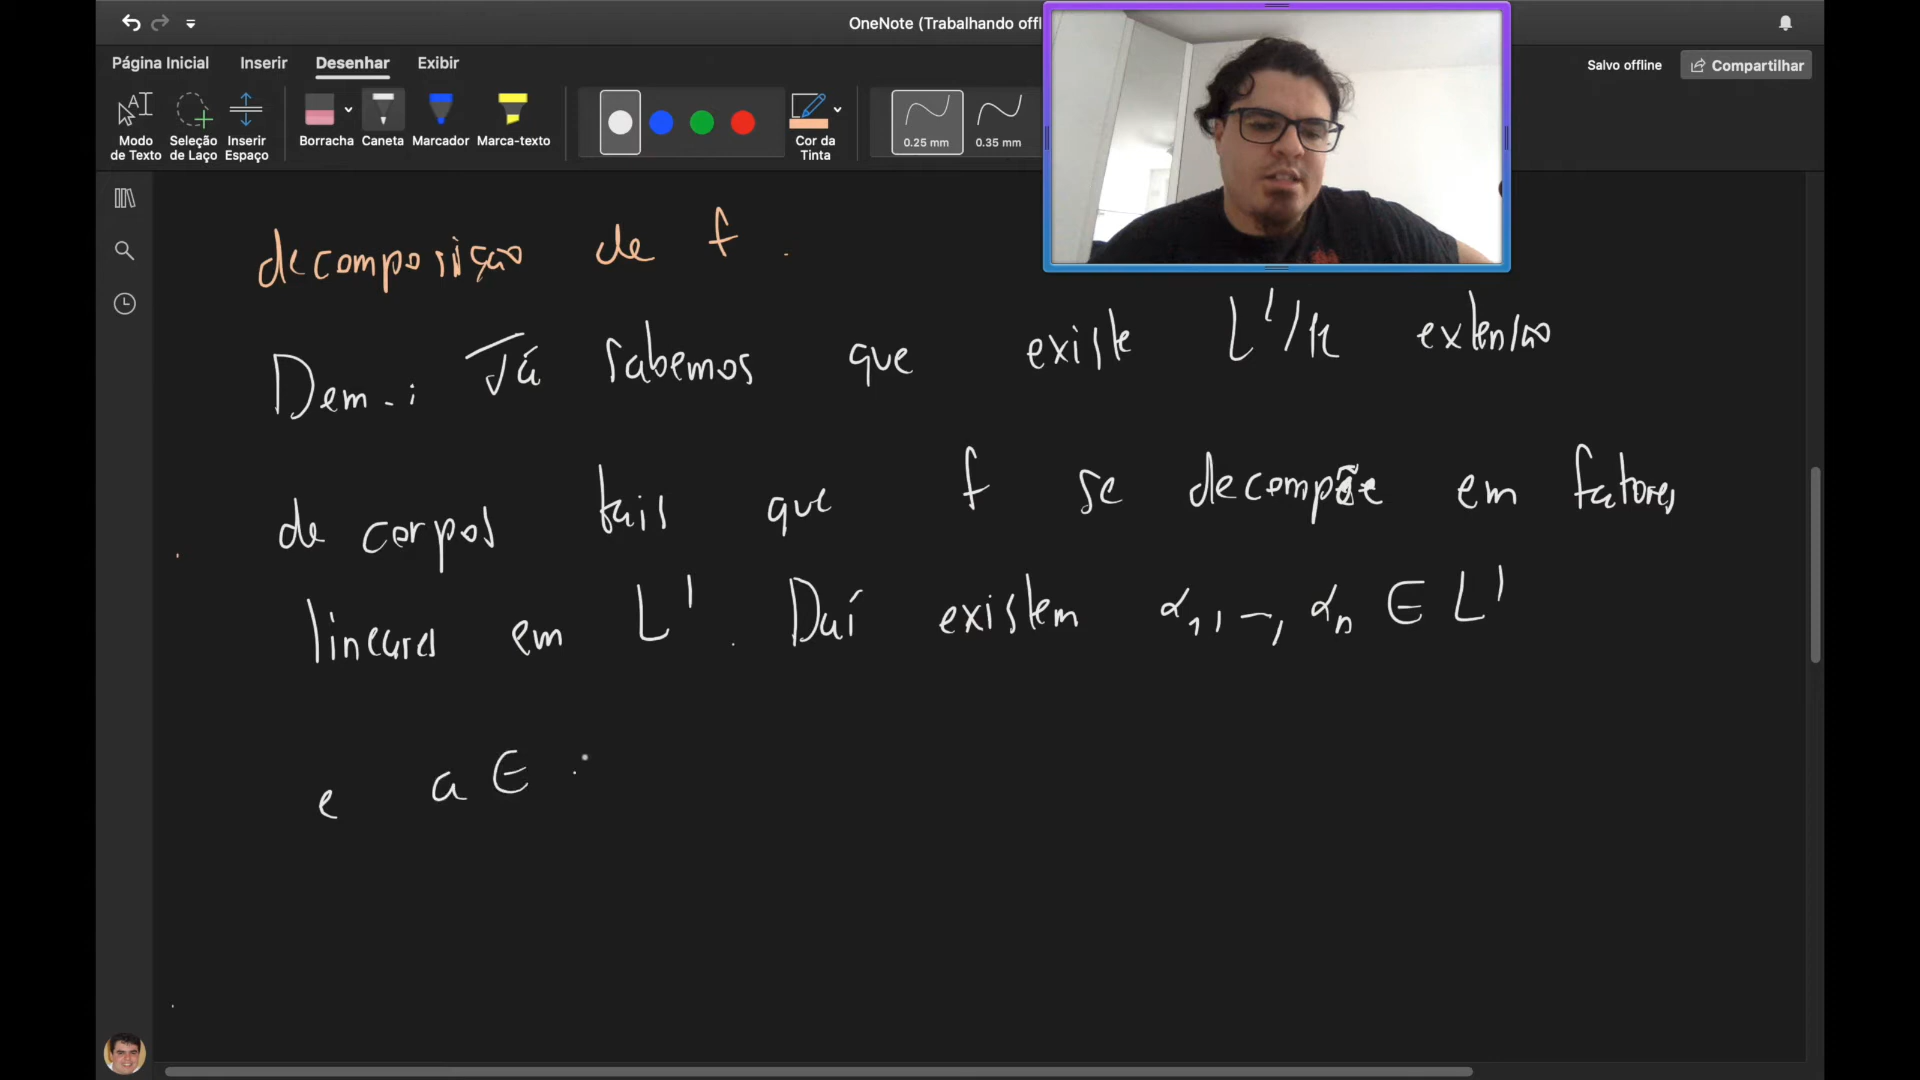 OneNote (Trabalhando offl
Página Inicial Inserir Desenhar Exibir
Salvo offline Compartilhar
Modo de Texto Seleção de Laço Inserir Espaço Borracha Caneta Marcador Marca-texto Cor da Tinta 0.25 mm 0.35 mm
decomposição de f.
Dem.: Já sabemos que existe L'/K extensão
de corpos tais que f se decompõe em fatores
lineares em L'. Daí existem α₁, –, αₙ ∈ L'
e a ∈